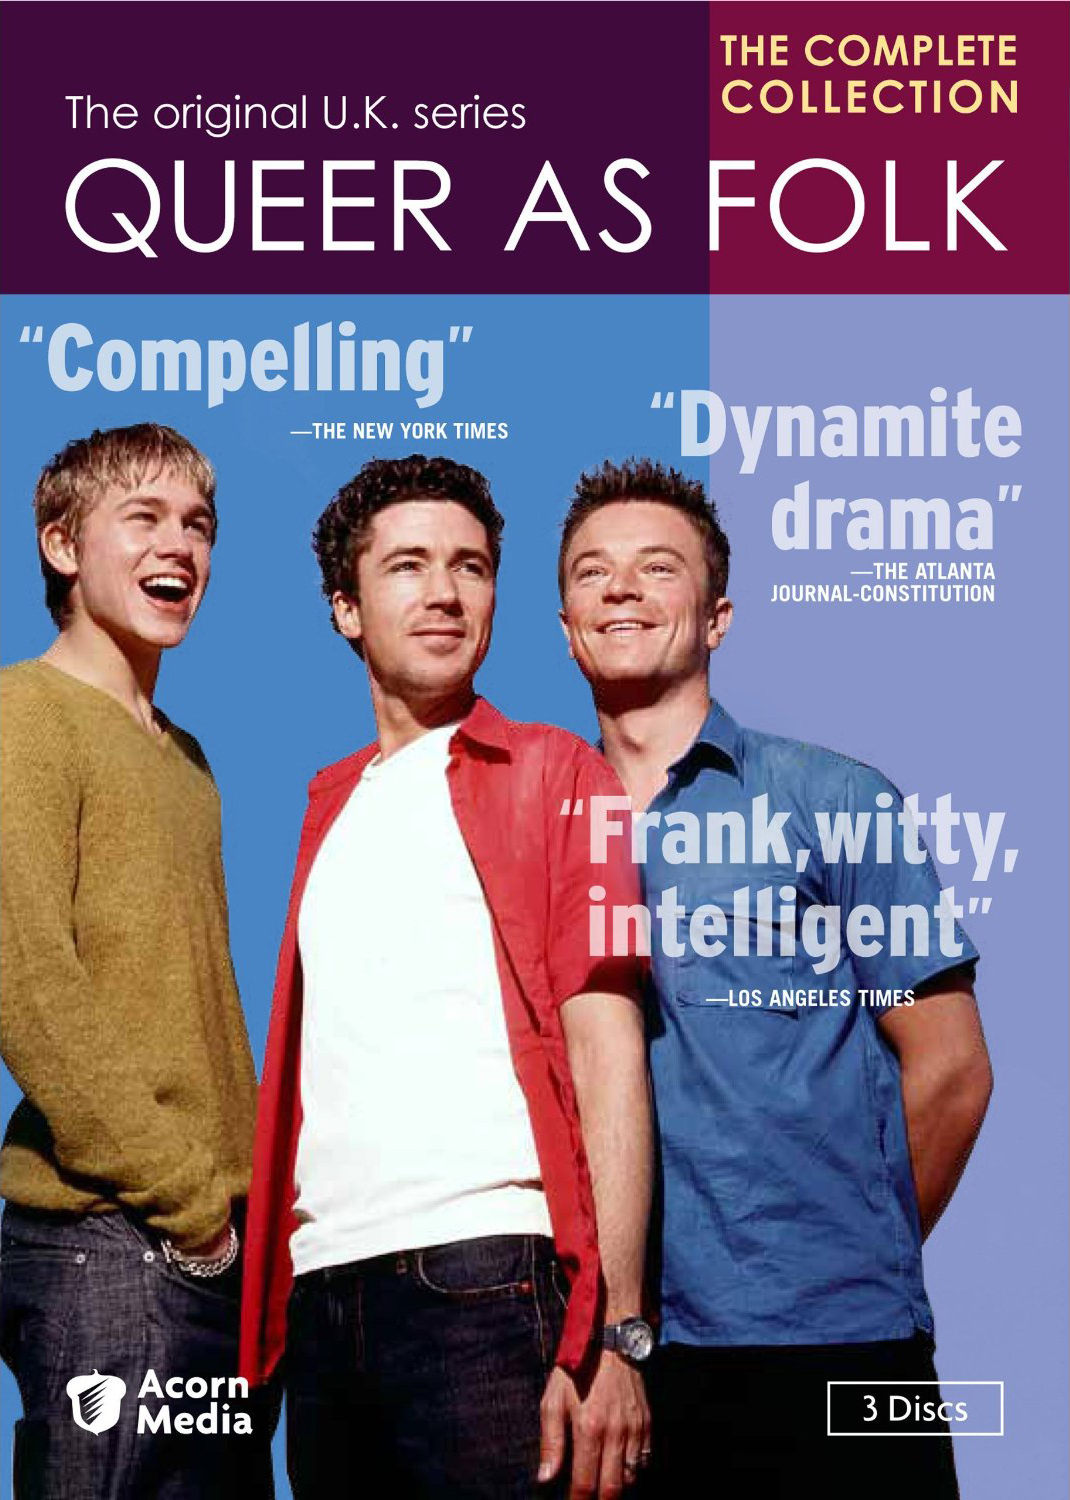 THE COMPLETE
COLLECTION
The original U.K. series
QUEER AS FOLK
“Compelling”
—THE NEW YORK TIMES
“Dynamite
drama”
—THE ATLANTA
JOURNAL-CONSTITUTION
“Frank, witty,
intelligent”
—LOS ANGELES TIMES
Acorn
Media
3 Discs